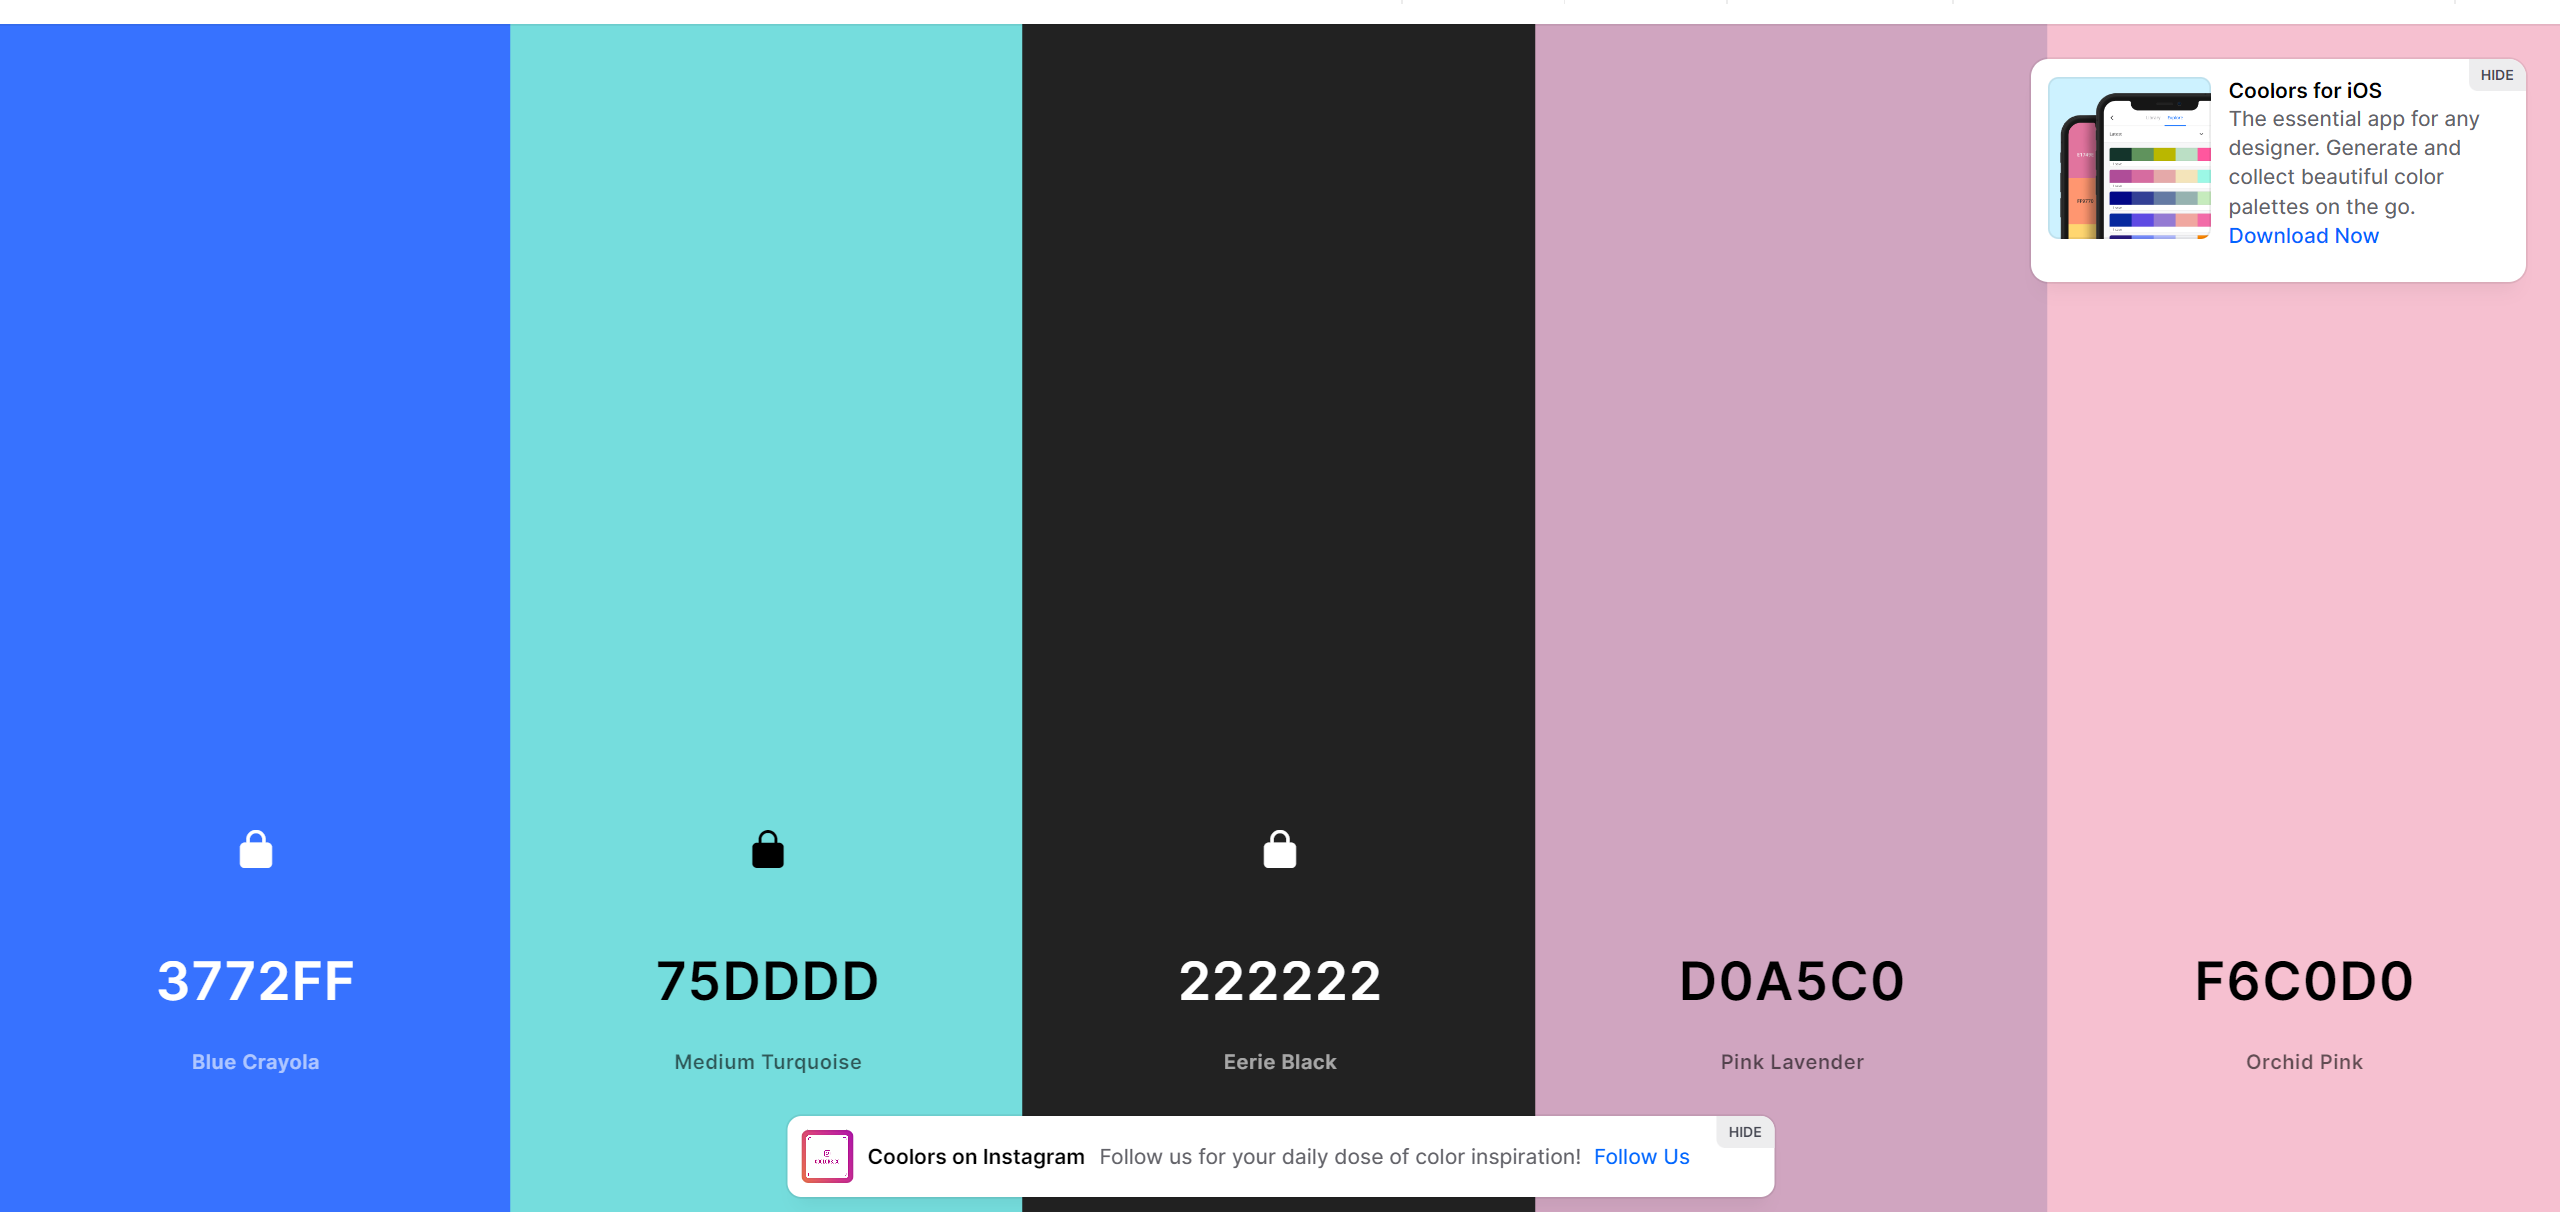 HIDE
Coolors for iOS
The essential app for any
designer. Generate and
collect beautiful color
palettes on the go.
Download Now
3772FF
Blue Crayola
75DDDD
Medium Turquoise
222222
Eerie Black
D0A5C0
Pink Lavender
F6C0D0
Orchid Pink
HIDE
Coolors on Instagram Follow us for your daily dose of color inspiration! Follow Us